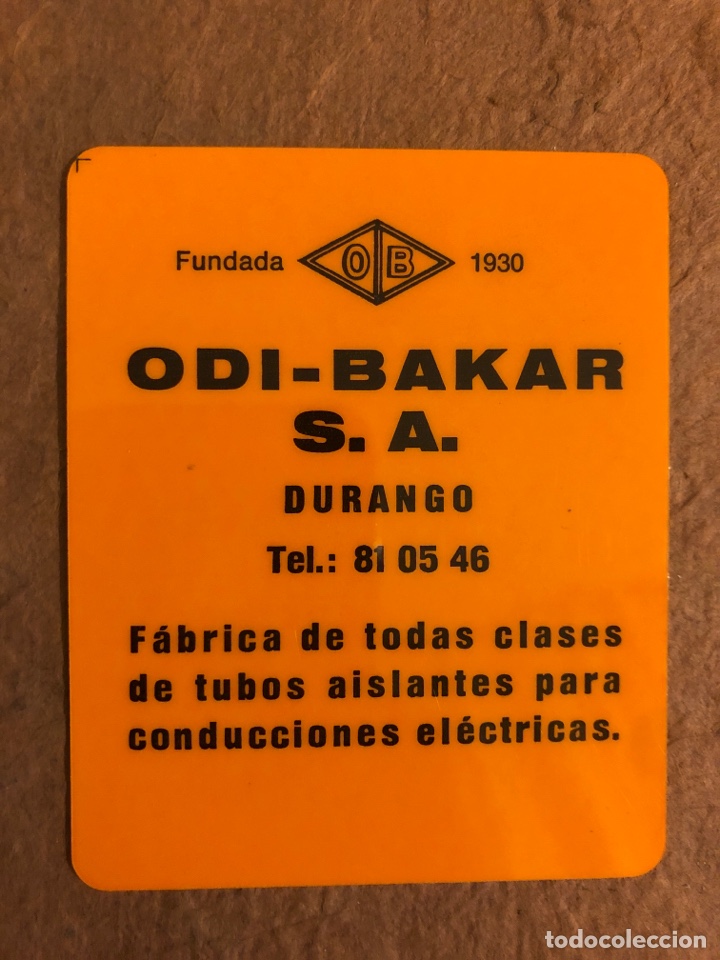 Fundada OB 1930
ODI-BAKAR
S. A.
DURANGO
Tel.: 81 05 46
Fábrica de todas clases
de tubos aislantes para
conducciones eléctricas.
todocoleccion